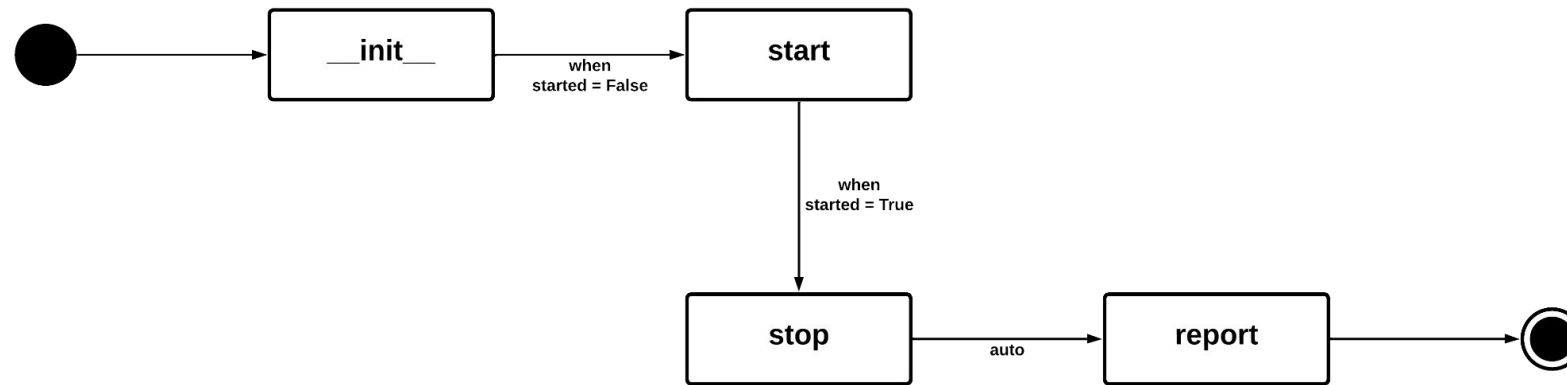 __init__
when
started = False
start
when
started = True
stop
auto
report